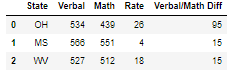 State Verbal Math Rate Verbal/Math Diff
0 OH 534 439 26 95
1 MS 566 551 4 15
2 WV 527 512 18 15